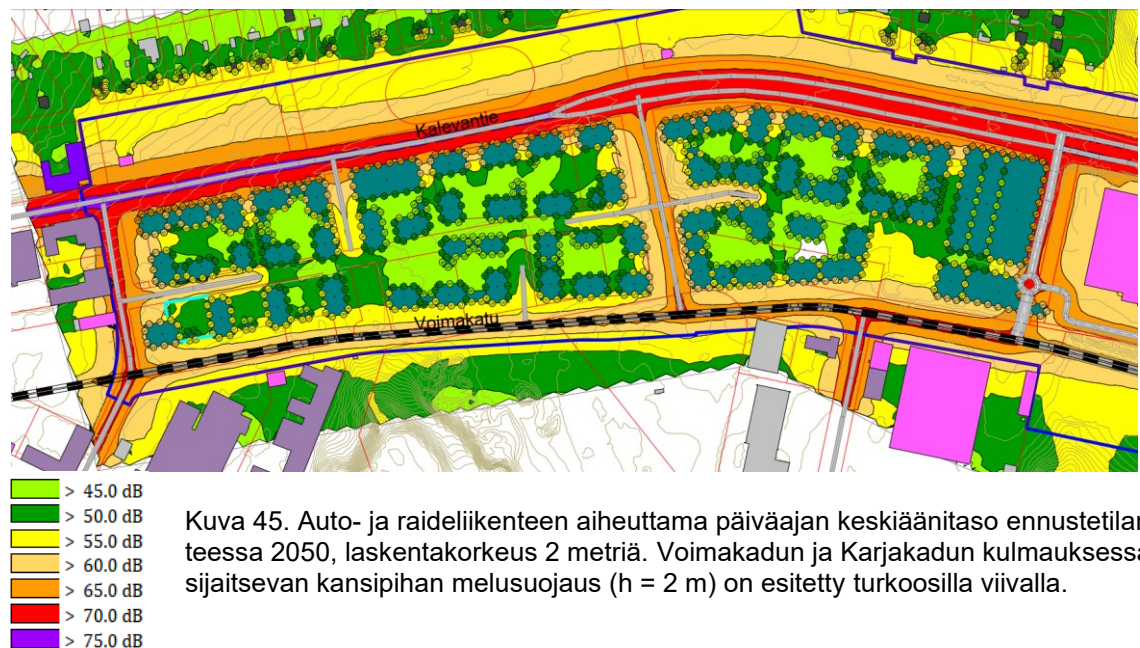 Kalevantie
Voimakatu
> 45.0 dB
> 50.0 dB
> 55.0 dB
> 60.0 dB
> 65.0 dB
> 70.0 dB
> 75.0 dB
Kuva 45. Auto- ja raideliikenteen aiheuttama päiväajan keskiäänitaso ennustetilan-
teessa 2050, laskentakorkeus 2 metriä. Voimakadun ja Karjakadun kulmauksessa
sijaitsevan kansipihan melusuojaus (h = 2 m) on esitetty turkoosilla viivalla.